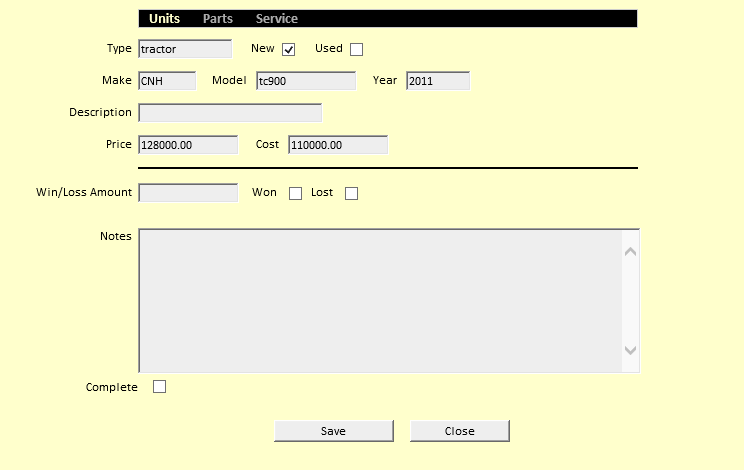 Units Parts Service
Type tractor New Used
Make CNH Model tc900 Year 2011
Description
Price 128000.00 Cost 110000.00
Win/Loss Amount Won Lost
Notes
Complete
Save Close